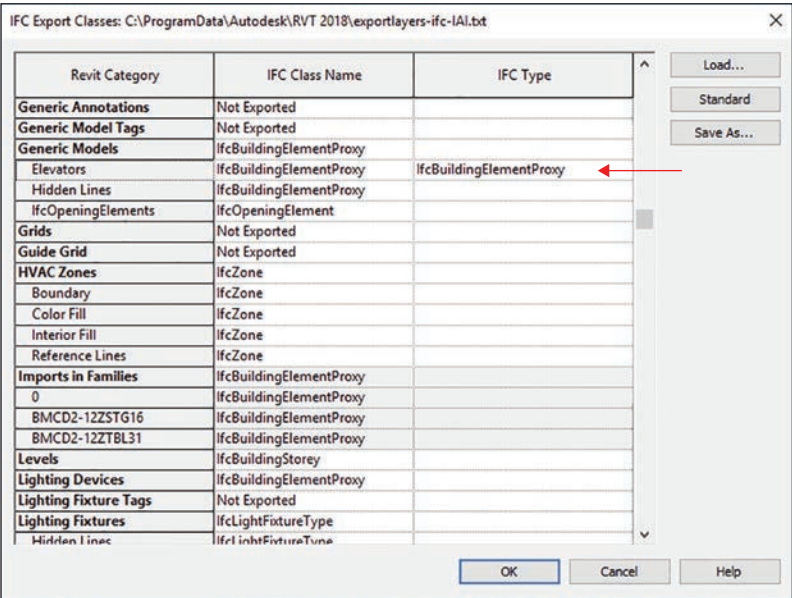 IFC Export Classes: C:\ProgramData\Autodesk\RVT 2018\exportlayers-ifc-IAI.txt
Revit Category IFC Class Name IFC Type
Load...
Standard
Save As...
Generic Annotations Not Exported
Generic Model Tags Not Exported
Generic Models IfcBuildingElementProxy
Elevators IfcBuildingElementProxy IfcBuildingElementProxy
Hidden Lines IfcBuildingElementProxy
IfcOpeningElements IfcOpeningElement
Grids Not Exported
Guide Grid Not Exported
HVAC Zones IfcZone
Boundary IfcZone
Color Fill IfcZone
Interior Fill IfcZone
Reference Lines IfcZone
Imports in Families IfcBuildingElementProxy
0 IfcBuildingElementProxy
BMCD2-12ZSTG16 IfcBuildingElementProxy
BMCD2-12ZTBL31 IfcBuildingElementProxy
Levels IfcBuildingStorey
Lighting Devices IfcBuildingElementProxy
Lighting Fixture Tags Not Exported
Lighting Fixtures IfcLightFixtureType
Hidden Lines IfcLightFixtureType
OK Cancel Help